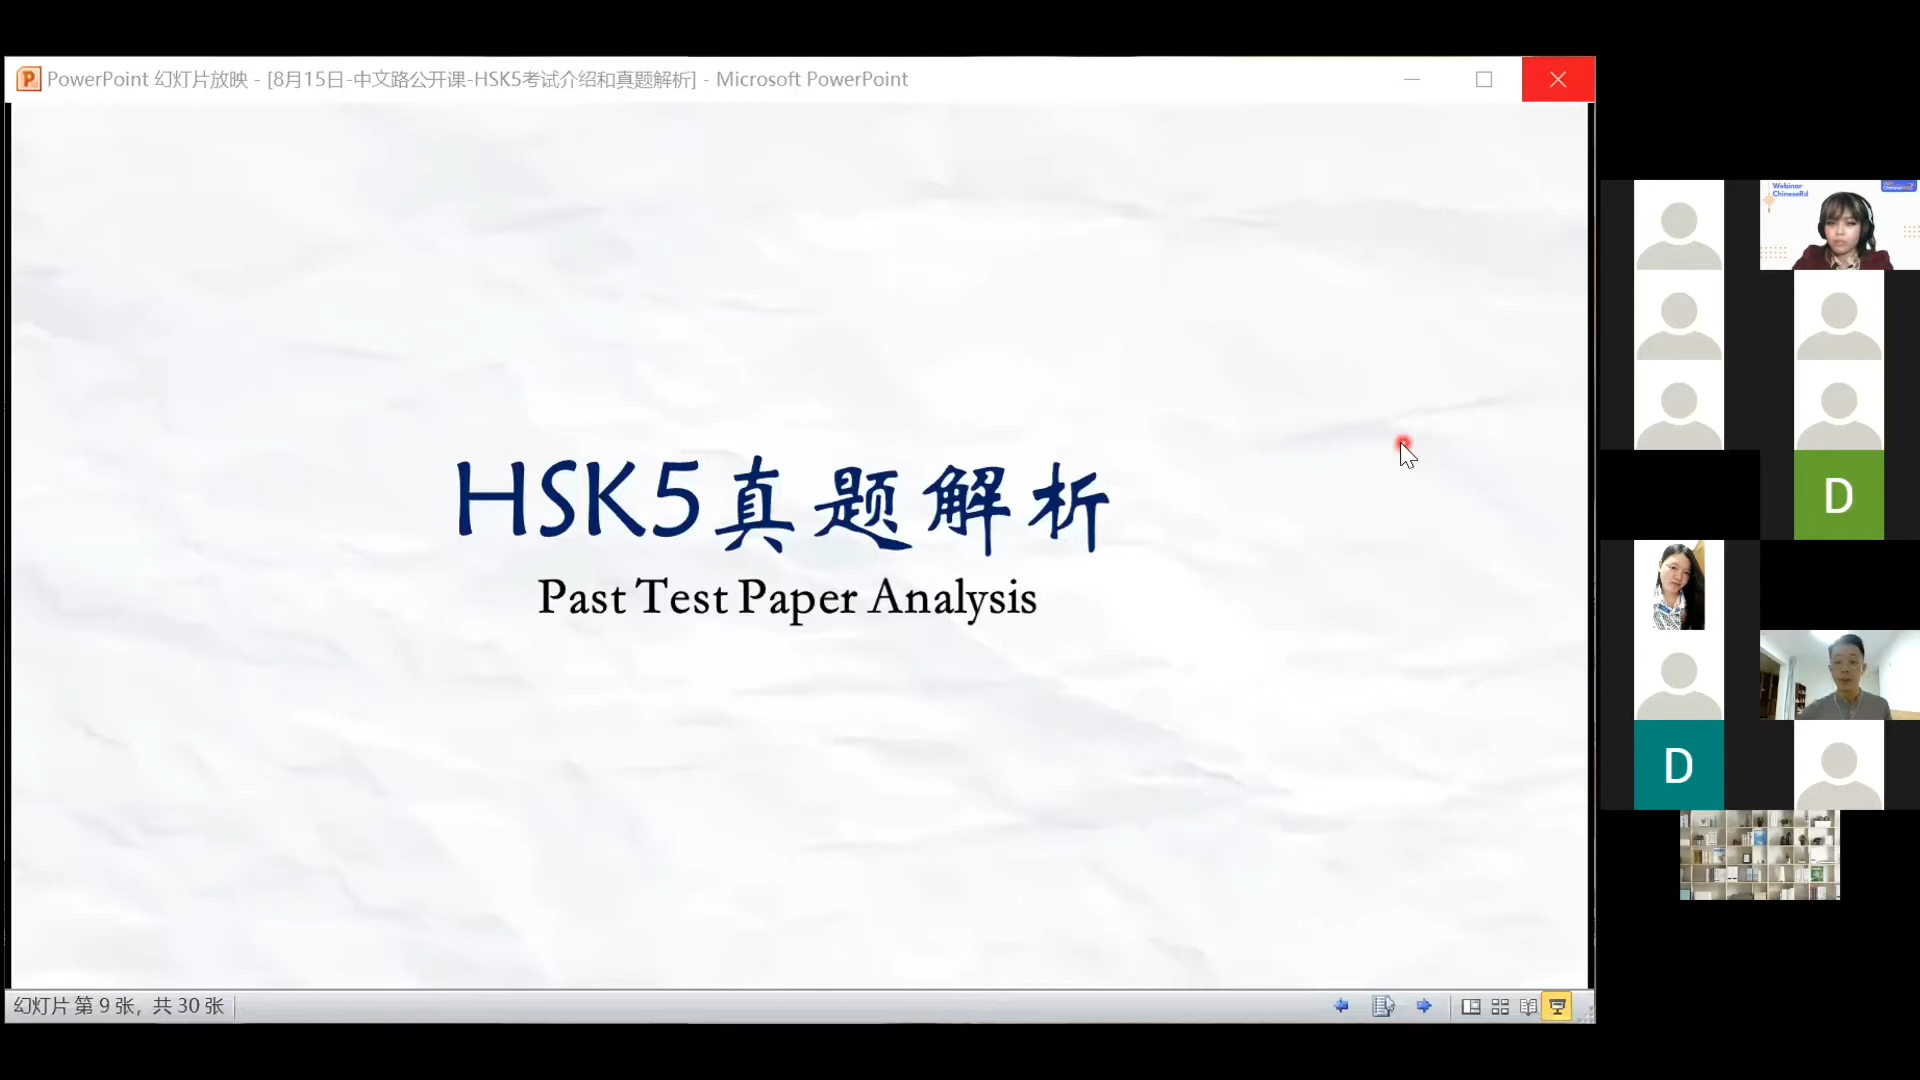 PowerPoint 幻灯片放映 - [8月15日-中文路公开课-HSK5考试介绍和真题解析] - Microsoft PowerPoint
HSK5真题解析
Past Test Paper Analysis
幻灯片 第 9 张，共 30 张
Webinar
ChineseRd
D
D